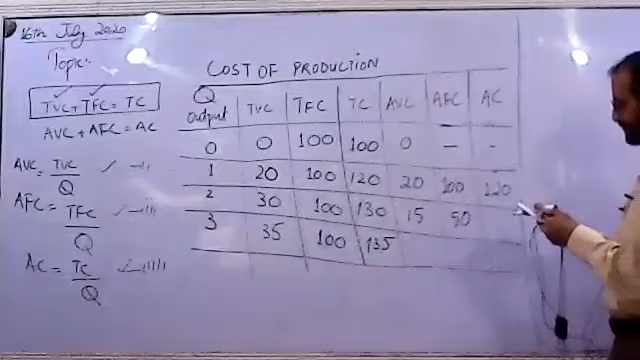 16th July 2020
Topic:-
COST OF PRODUCTION
TVC + TFC = TC
AVC + AFC = AC
AVC = TVC
Q
AFC = TFC
Q
AC = TC
Q
Q output TVC TFC TC AVC AFC AC
0 0 100 100 0 - -
1 20 100 120 20 100 120
2 30 100 130 15 50
3 35 100 135